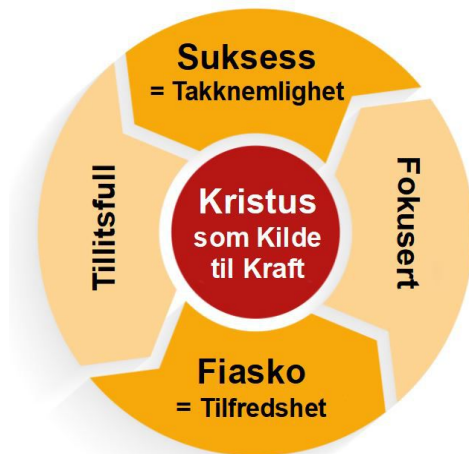 Suksess
= Takknemlighet
Tillitsfull
Kristus
som Kilde
til Kraft
Fokusert
Fiasko
= Tilfredshet